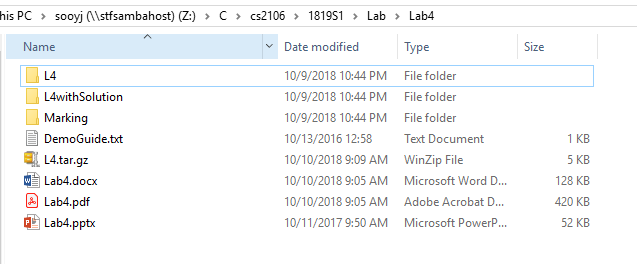 his PC > sooyj (\\stfsambahost) (Z:) > C > cs2106 > 1819S1 > Lab > Lab4
Name Date modified Type Size
L4 10/9/2018 10:44 PM File folder
L4withSolution 10/9/2018 10:44 PM File folder
Marking 10/9/2018 10:44 PM File folder
DemoGuide.txt 10/13/2016 12:58 Text Document 1 KB
L4.tar.gz 10/10/2018 9:09 AM WinZip File 5 KB
Lab4.docx 10/10/2018 9:05 AM Microsoft Word D... 128 KB
Lab4.pdf 10/10/2018 9:05 AM Adobe Acrobat D... 420 KB
Lab4.pptx 10/11/2017 9:50 AM Microsoft PowerP... 52 KB